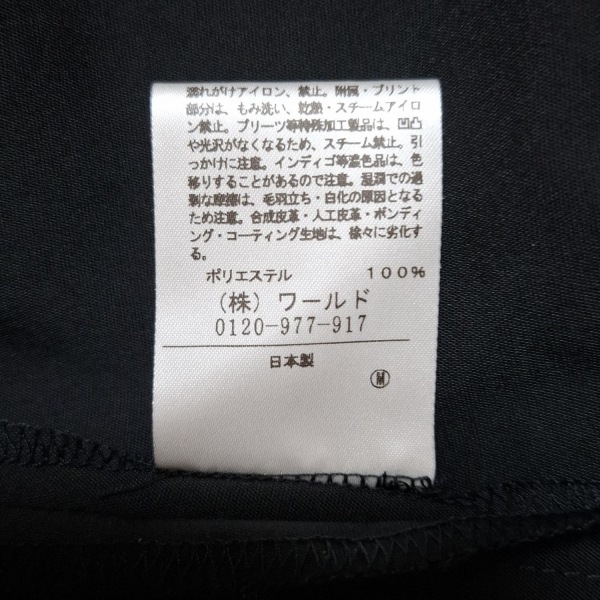 濡れがけアイロン、禁止。附属・プリント
部分は、もみ洗い、乾熱・スチームアイロ
ン禁止。プリーツ等特殊加工製品は、凹凸
や光沢がなくなるため、スチーム禁止。引
っかけに注意。インディゴ等濃色品は、色
移りすることがあるので注意。湿潤での過
剰な摩擦は、毛羽立ち・白化の原因となる
ため注意。合成皮革・人工皮革・ボンディ
ング・コーティング生地は、徐々に劣化す
る。
ポリエステル 100%
(株) ワールド
0120-977-917
日本製
M